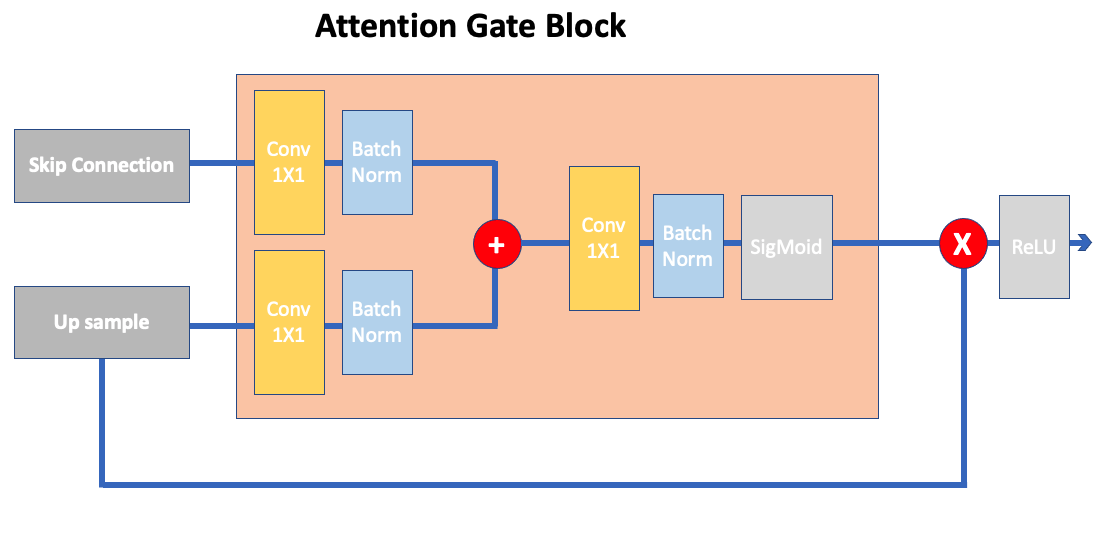 Attention Gate Block
Skip Connection
Conv
1X1
Batch
Norm
Up sample
Conv
1X1
Batch
Norm
+
Conv
1X1
Batch
Norm
SigMoid
X
ReLU